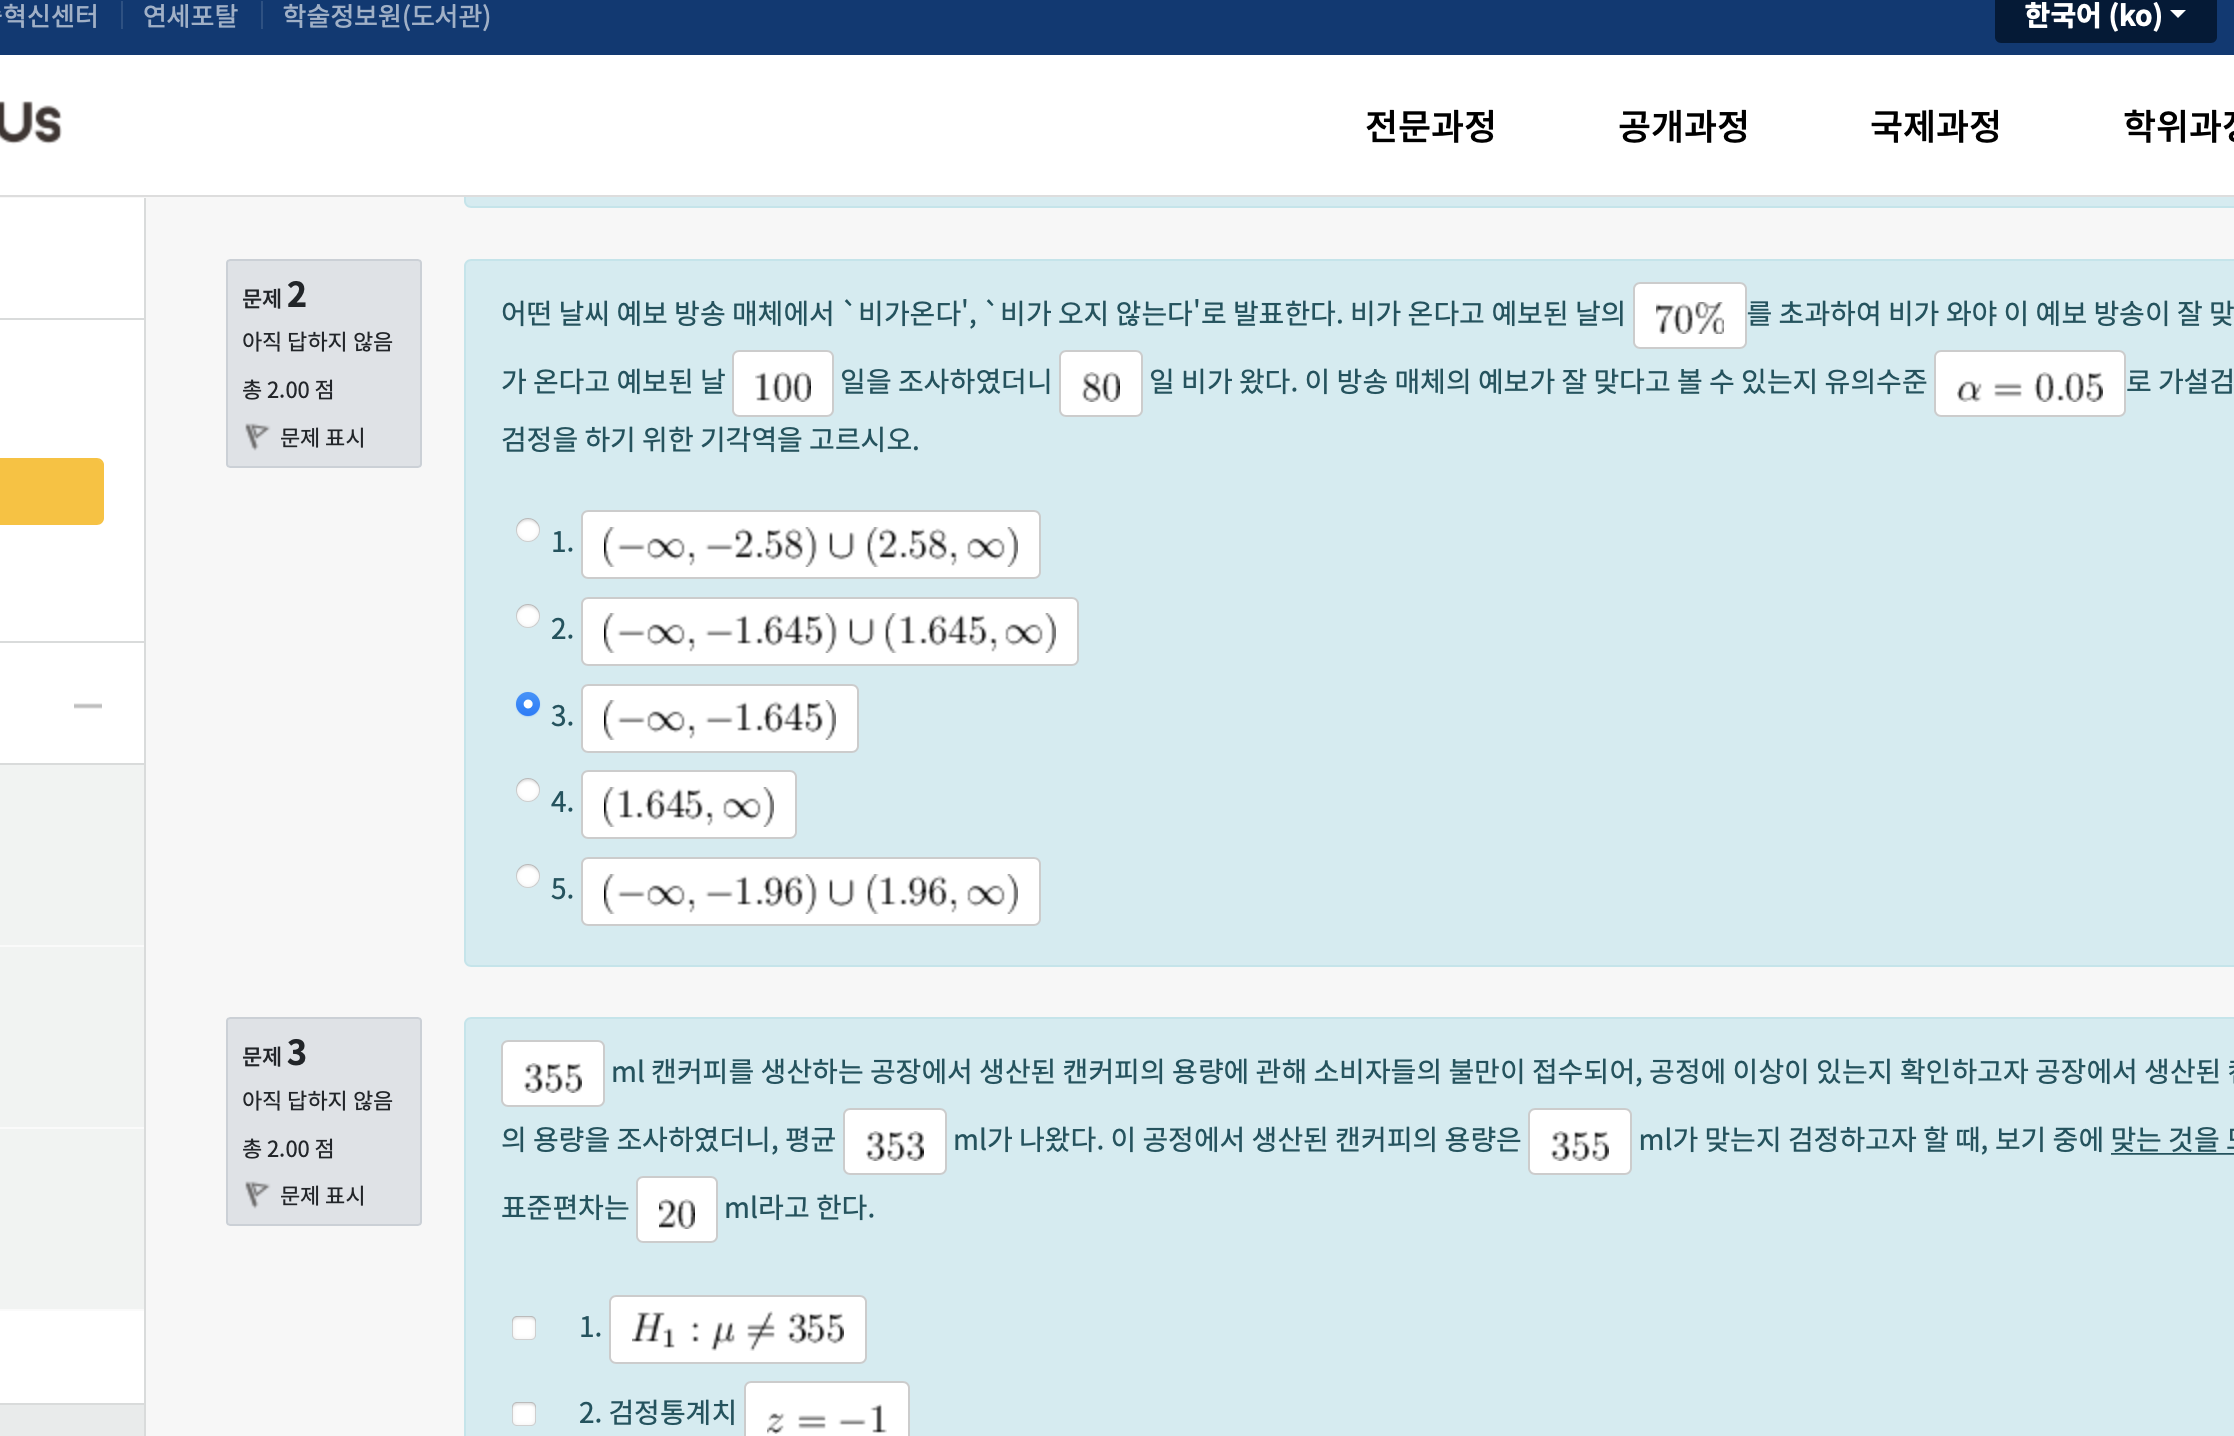 혁신센터 연세포탈 학술정보원(도서관) 한국어 (ko)
us
전문과정 공개과정 국제과정 학위과정
문제 2
아직 답하지 않음
총 2.00 점
문제 표시
어떤 날씨 예보 방송 매체에서 `비가온다', `비가 오지 않는다'로 발표한다. 비가 온다고 예보된 날의 70% 를 초과하여 비가 와야 이 예보 방송이 잘 맞
가 온다고 예보된 날 100 일을 조사하였더니 80 일 비가 왔다. 이 방송 매체의 예보가 잘 맞다고 볼 수 있는지 유의수준 α = 0.05 로 가설검
검정을 하기 위한 기각역을 고르시오.
1. (−∞, −2.58) ∪ (2.58, ∞)
2. (−∞, −1.645) ∪ (1.645, ∞)
3. (−∞, −1.645)
4. (1.645, ∞)
5. (−∞, −1.96) ∪ (1.96, ∞)
문제 3
아직 답하지 않음
총 2.00 점
문제 표시
355 ml 캔커피를 생산하는 공장에서 생산된 캔커피의 용량에 관해 소비자들의 불만이 접수되어, 공정에 이상이 있는지 확인하고자 공장에서 생산된
의 용량을 조사하였더니, 평균 353 ml가 나왔다. 이 공정에서 생산된 캔커피의 용량은 355 ml가 맞는지 검정하고자 할 때, 보기 중에 맞는 것을
표준편차는 20 ml라고 한다.
1. H₁ : μ ≠ 355
2. 검정통계치 z = −1